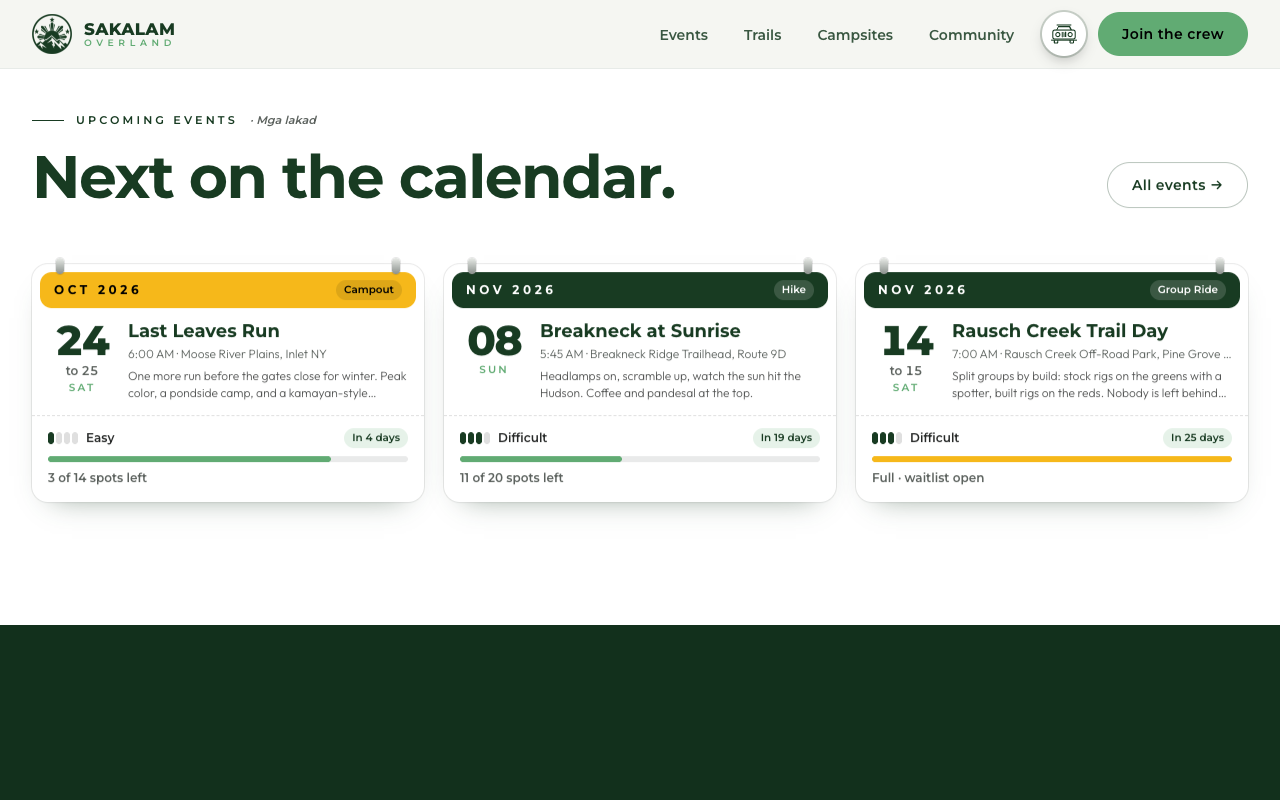 SAKALAM
OVERLAND
Events
Trails
Campsites
Community
Join the crew
UPCOMING EVENTS · Mga lakad
Next on the calendar.
All events →
OCT 2026
Campout
24
to 25
SAT
Last Leaves Run
6:00 AM · Moose River Plains, Inlet NY
One more run before the gates close for winter. Peak
color, a pondside camp, and a kamayan-style...
Easy
In 4 days
3 of 14 spots left
NOV 2026
Hike
08
SUN
Breakneck at Sunrise
5:45 AM · Breakneck Ridge Trailhead, Route 9D
Headlamps on, scramble up, watch the sun hit the
Hudson. Coffee and pandesal at the top.
Difficult
In 19 days
11 of 20 spots left
NOV 2026
Group Ride
14
to 15
SAT
Rausch Creek Trail Day
7:00 AM · Rausch Creek Off-Road Park, Pine Grove ...
Split groups by build: stock rigs on the greens with a
spotter, built rigs on the reds. Nobody is left behind...
Difficult
In 25 days
Full · waitlist open